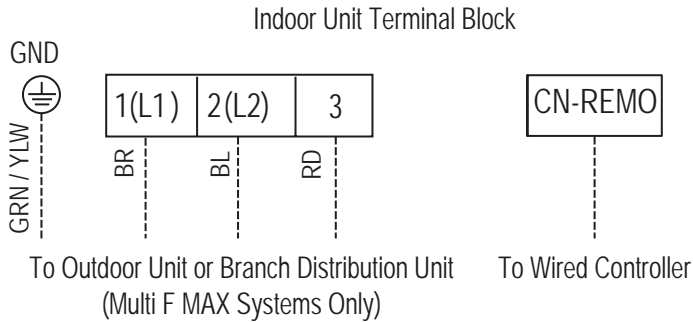 Indoor Unit Terminal Block
GND
1(L1) 2(L2) 3
CN-REMO
GRN / YLW
BR
BL
RD
To Outdoor Unit or Branch Distribution Unit
(Multi F MAX Systems Only)
To Wired Controller